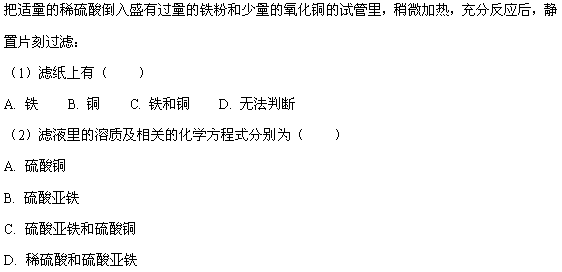 把适量的稀硫酸倒入盛有过量的铁粉和少量的氧化铜的试管里，稍微加热，充分反应后，静
置片刻过滤：
（1）滤纸上有（　　）
A. 铁　　B. 铜　　C. 铁和铜　　D. 无法判断
（2）滤液里的溶质及相关的化学方程式分别为（　　）
A. 硫酸铜
B. 硫酸亚铁
C. 硫酸亚铁和硫酸铜
D. 稀硫酸和硫酸亚铁